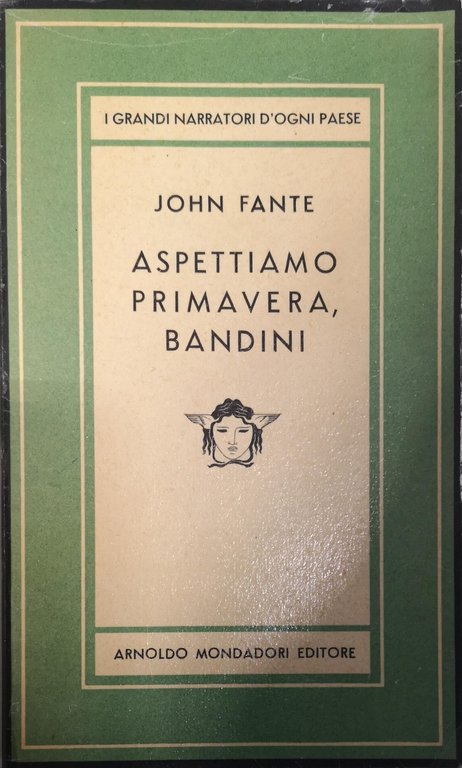 I GRANDI NARRATORI D'OGNI PAESE
JOHN FANTE
ASPETTIAMO
PRIMAVERA,
BANDINI
ARNOLDO MONDADORI EDITORE